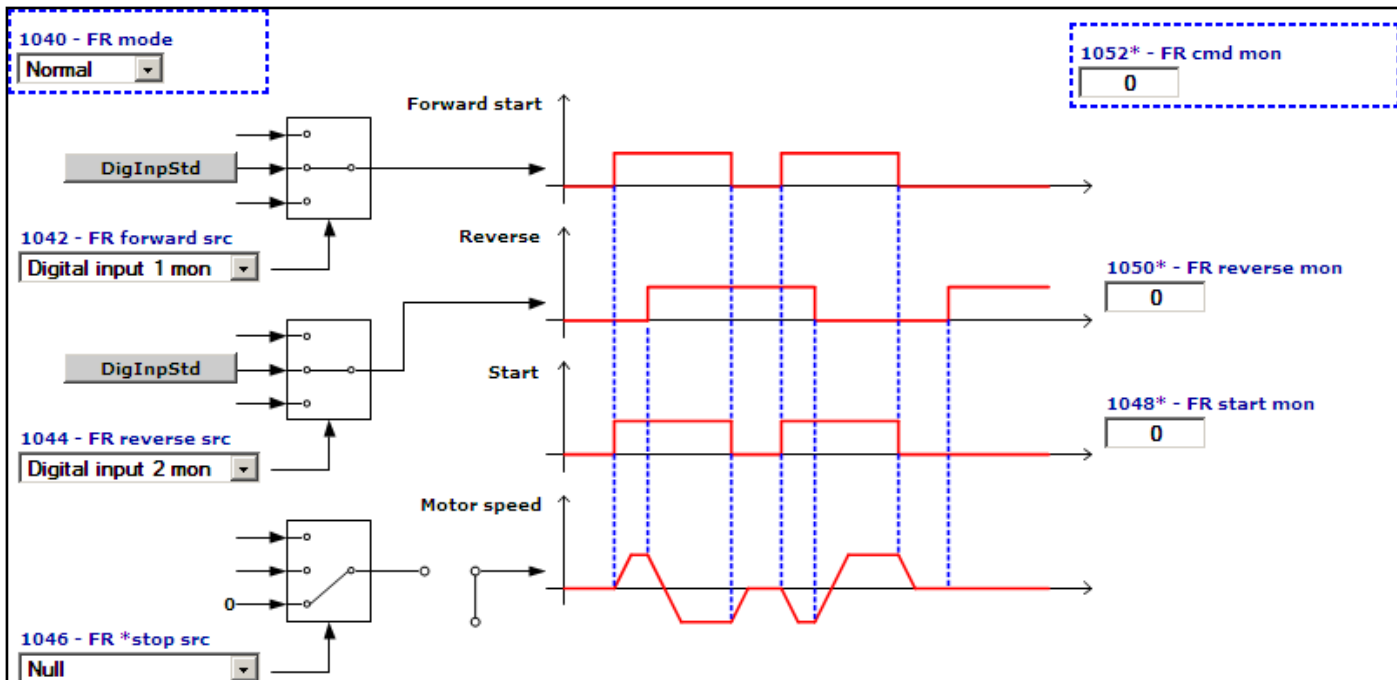 1040 - FR mode
Normal
1052* - FR cmd mon
0
Forward start
DigInpStd
1042 - FR forward src
Digital input 1 mon
Reverse
1050* - FR reverse mon
0
DigInpStd
Start
1048* - FR start mon
0
1044 - FR reverse src
Digital input 2 mon
Motor speed
0
1046 - FR *stop src
Null